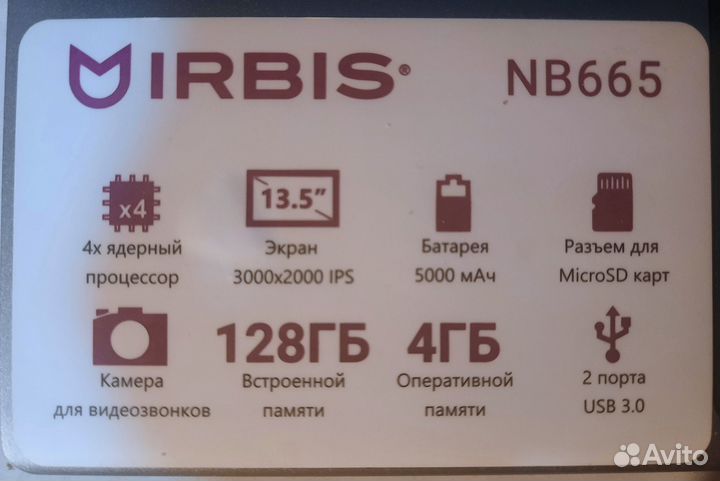 IRBIS®
NB665
x4
13.5"
4x ядерный
процессор
Экран
3000x2000 IPS
Батарея
5000 мАч
Разъем для
MicroSD карт
Камера
для видеозвонков
128ГБ
Встроенной
памяти
4ГБ
Оперативной
памяти
2 порта
USB 3.0
Avito